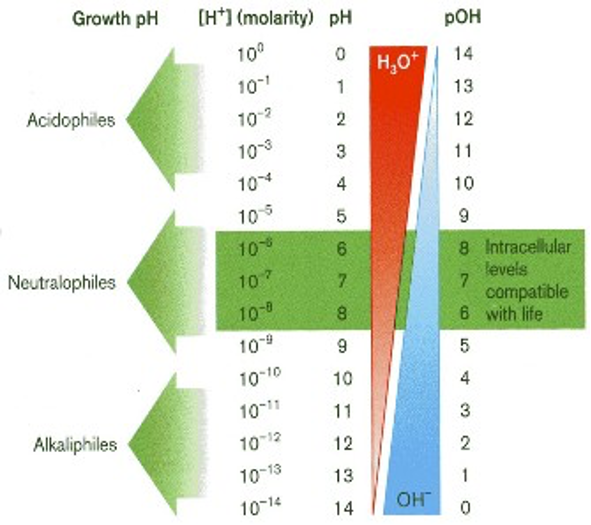 Growth pH [H⁺] (molarity) pH pOH
10⁰ 0 H₃O⁺ 14
10⁻¹ 1 13
Acidophiles 10⁻² 2 12
10⁻³ 3 11
10⁻⁴ 4 10
10⁻⁵ 5 9
10⁻⁶ 6 8 Intracellular
Neutralophiles 10⁻⁷ 7 7 levels
compatible
10⁻⁸ 8 6 with life
10⁻⁹ 9 5
10⁻¹⁰ 10 4
10⁻¹¹ 11 3
Alkaliphiles 10⁻¹² 12 2
10⁻¹³ 13 1
10⁻¹⁴ 14 OH⁻ 0